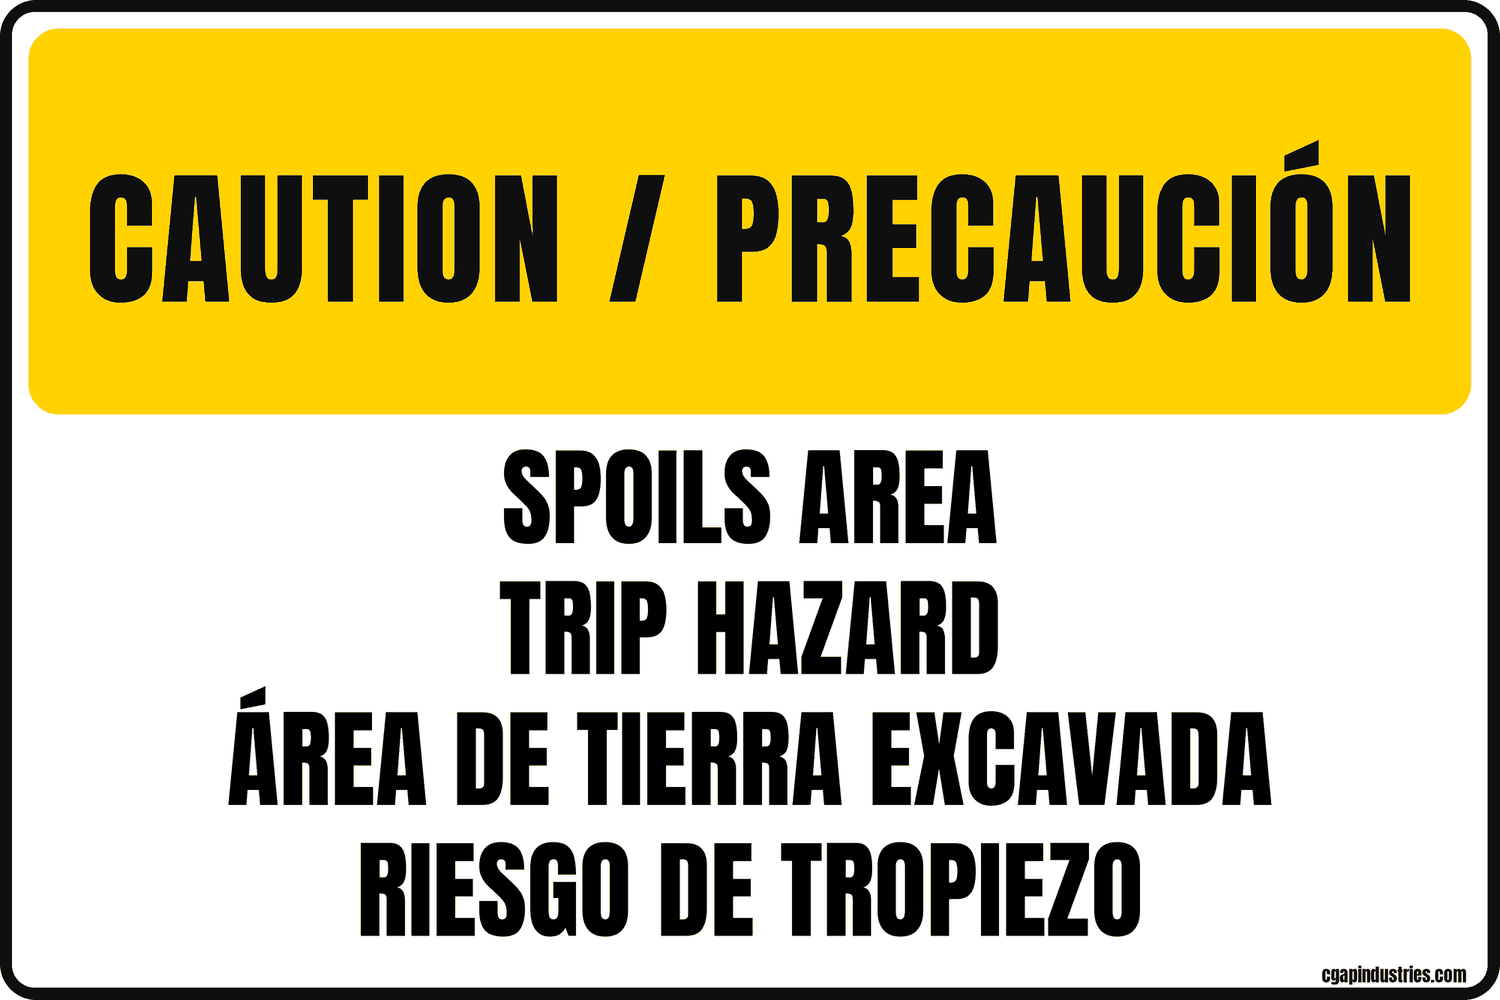 CAUTION / PRECAUCIÓN
SPOILS AREA
TRIP HAZARD
ÁREA DE TIERRA EXCAVADA
RIESGO DE TROPIEZO
cgapindustries.com